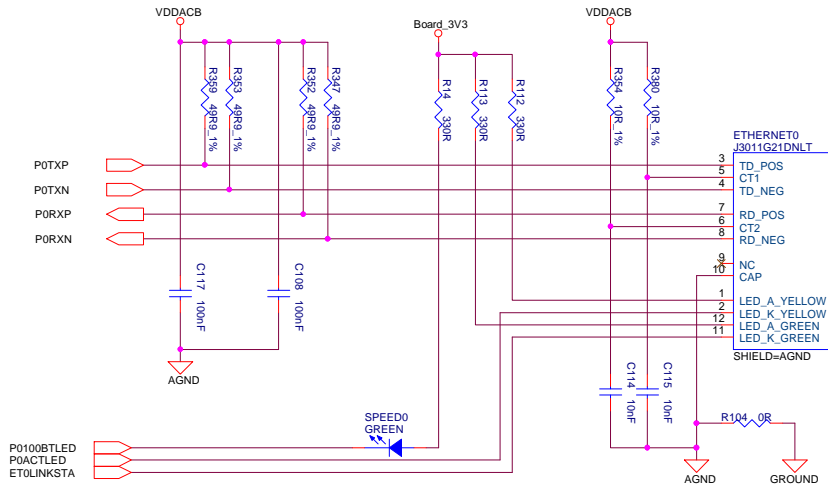 VDDACB
Board_3V3
VDDACB
R359 49R9_1%
R353 49R9_1%
R352 49R9_1%
R347 49R9_1%
R14 330R
R113 330R
R112 330R
R354 10R_1%
R380 10R_1%
ETHERNET0
J3011G21DNLT
P0TXP
3 TD_POS
5 CT1
P0TXN
4 TD_NEG
P0RXP
7 RD_POS
6 CT2
P0RXN
8 RD_NEG
9 NC
10 CAP
C117 100nF
C108 100nF
1 LED_A_YELLOW
2 LED_K_YELLOW
12 LED_A_GREEN
11 LED_K_GREEN
SHIELD=AGND
AGND
C114 10nF
C115 10nF
SPEED0
GREEN
R104 0R
P0100BTLED
P0ACTLED
ET0LINKSTA
AGND
GROUND